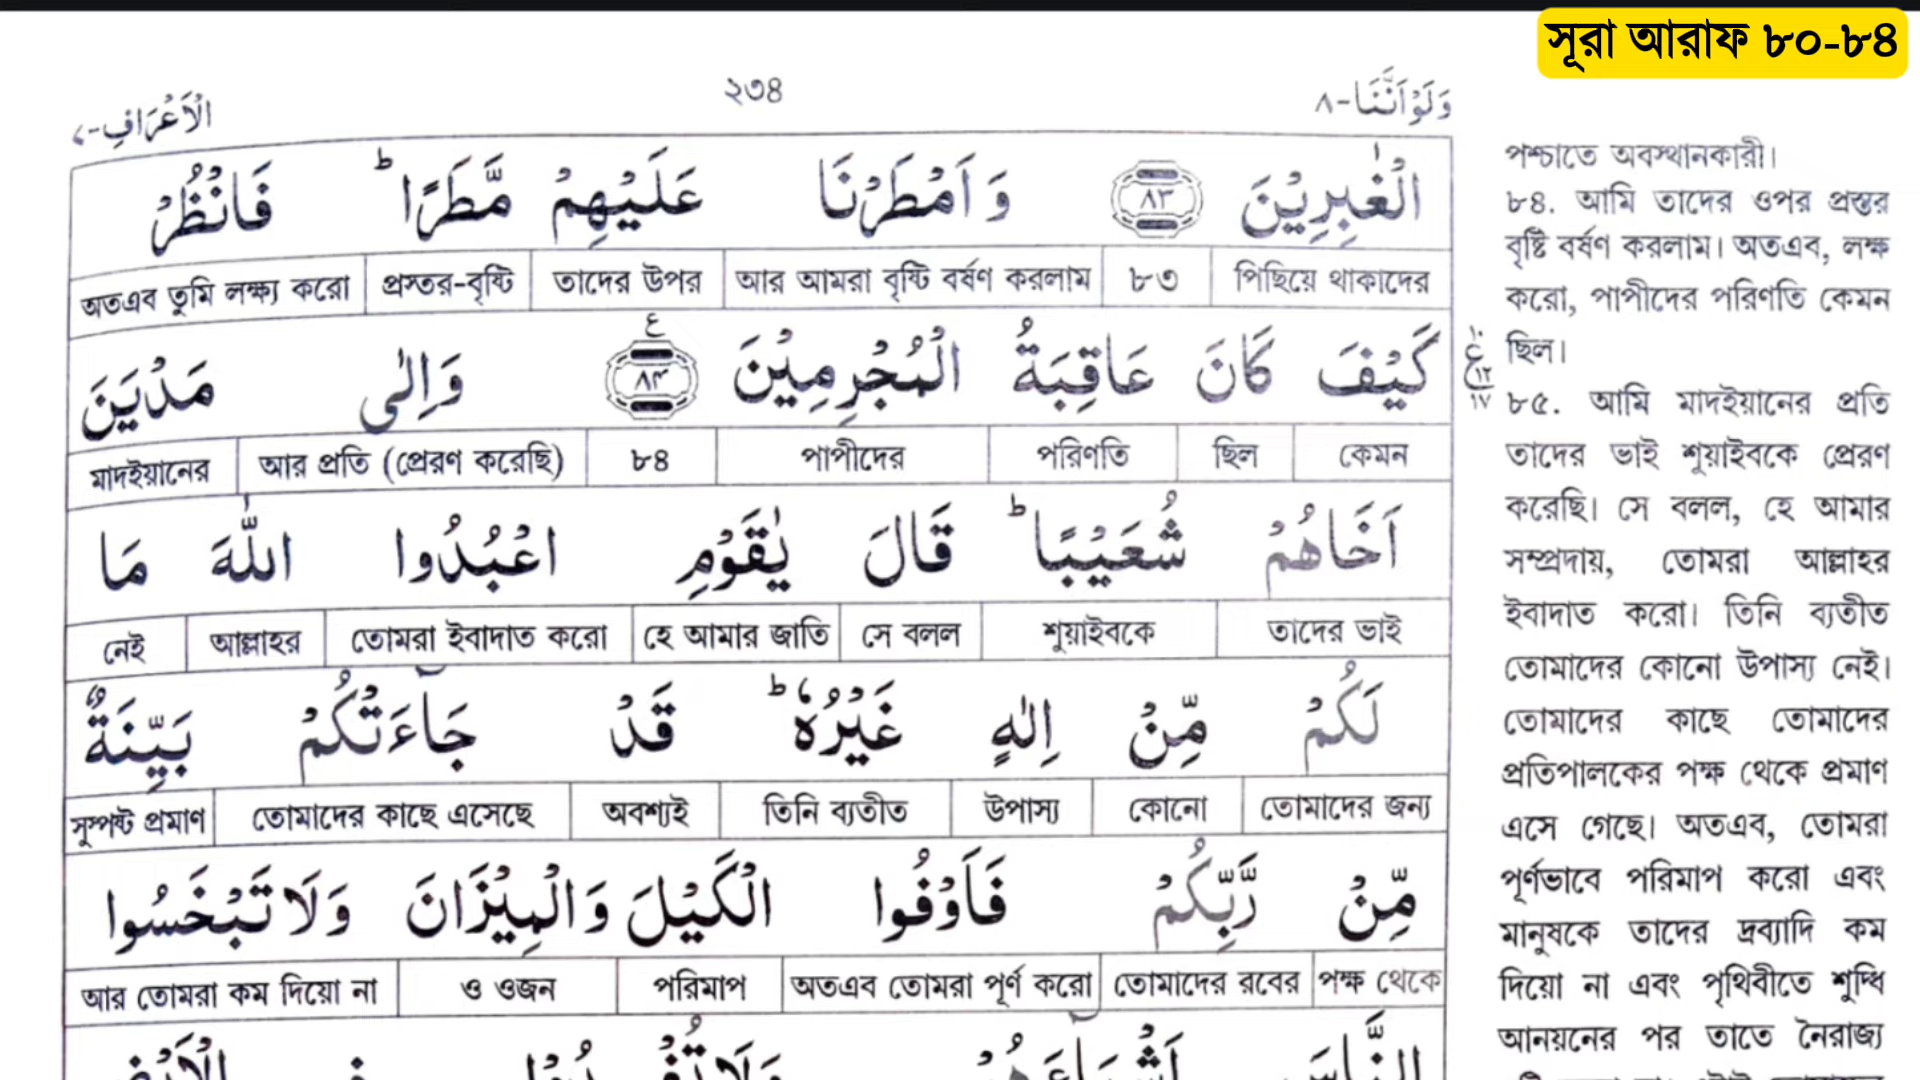 সূরা আরাফ ৮০-৮৪
وَلَوْاَنَّنَا-٨
২৩৪
الْاَعْرَافِ-٧
الْغٰبِرِيْنَ ٨٣ وَاَمْطَرْنَا عَلَيْهِمْ مَّطَرًا ؕ فَانْظُرْ
পিছিয়ে থাকাদের ৮৩ আর আমরা বৃষ্টি বর্ষণ করলাম তাদের উপর প্রস্তর-বৃষ্টি অতএব তুমি লক্ষ্য করো
كَيْفَ كَانَ عَاقِبَةُ الْمُجْرِمِيْنَ ٨٤ ع وَاِلٰى مَدْيَنَ
কেমন ছিল পরিণতি পাপীদের ৮৪ আর প্রতি (প্রেরণ করেছি) মাদইয়ানের
اَخَاهُمْ شُعَيْبًا ؕ قَالَ يٰقَوْمِ اعْبُدُوا اللّٰهَ مَا
তাদের ভাই শুয়াইবকে সে বলল হে আমার জাতি তোমরা ইবাদাত করো আল্লাহর নেই
لَكُمْ مِّنْ اِلٰهٍ غَيْرُهٗ ؕ قَدْ جَآءَتْكُمْ بَيِّنَةٌ
তোমাদের জন্য কোনো উপাস্য তিনি ব্যতীত অবশ্যই তোমাদের কাছে এসেছে সুস্পষ্ট প্রমাণ
مِّنْ رَّبِّكُمْ فَاَوْفُوا الْكَيْلَ وَالْمِيْزَانَ وَلَا تَبْخَسُوا
পক্ষ থেকে তোমাদের রবের অতএব তোমরা পূর্ণ করো পরিমাপ ও ওজন আর তোমরা কম দিয়ো না
النَّاسَ اَشْيَآءَهُمْ
পশ্চাতে অবস্থানকারী।
৮৪. আমি তাদের ওপর প্রস্তর
বৃষ্টি বর্ষণ করলাম। অতএব, লক্ষ
করো, পাপীদের পরিণতি কেমন
ছিল।
৮৫. আমি মাদইয়ানের প্রতি
তাদের ভাই শুয়াইবকে প্রেরণ
করেছি। সে বলল, হে আমার
সম্প্রদায়, তোমরা আল্লাহর
ইবাদাত করো। তিনি ব্যতীত
তোমাদের কোনো উপাস্য নেই।
তোমাদের কাছে তোমাদের
প্রতিপালকের পক্ষ থেকে প্রমাণ
এসে গেছে। অতএব, তোমরা
পূর্ণভাবে পরিমাপ করো এবং
মানুষকে তাদের দ্রব্যাদি কম
দিয়ো না এবং পৃথিবীতে শুদ্ধি
আনয়নের পর তাতে নৈরাজ্য